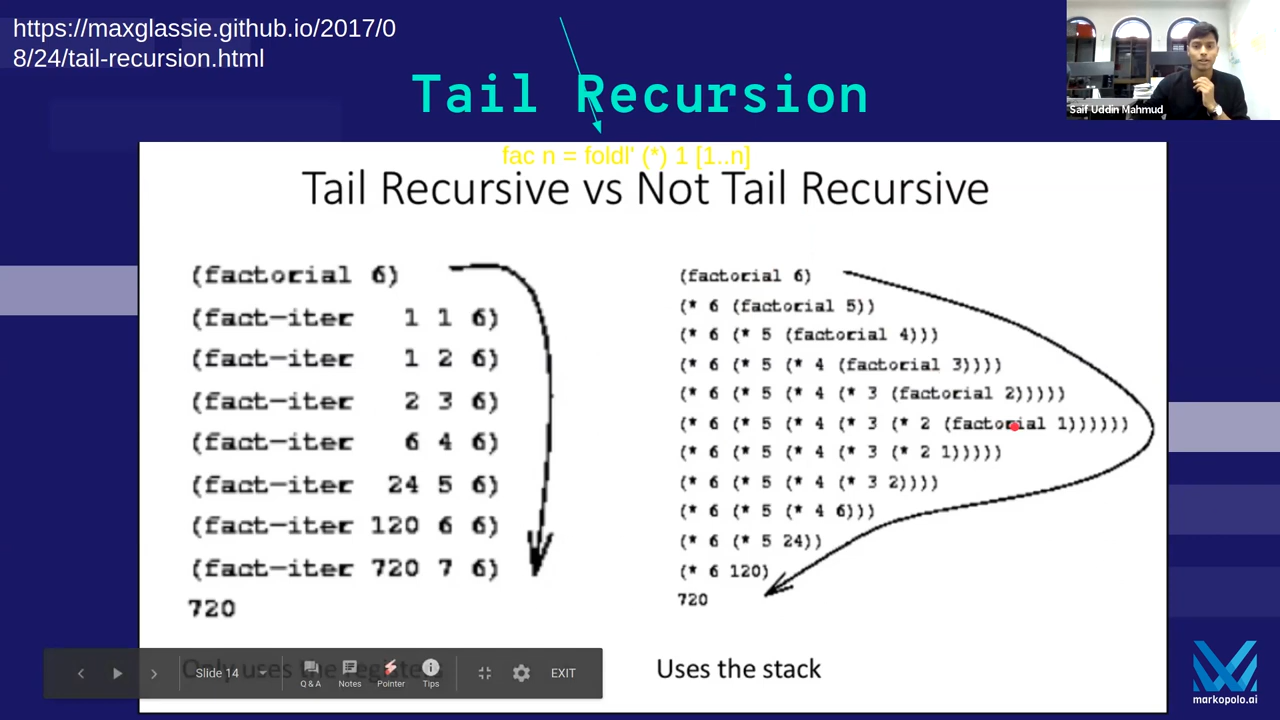 https://maxglassie.github.io/2017/0
8/24/tail-recursion.html
Tail Recursion
Saif Uddin Mahmud
fac n = foldl' (*) 1 [1..n]
Tail Recursive vs Not Tail Recursive
(factorial 6)
(fact-iter 1 1 6)
(fact-iter 1 2 6)
(fact-iter 2 3 6)
(fact-iter 6 4 6)
(fact-iter 24 5 6)
(fact-iter 120 6 6)
(fact-iter 720 7 6)
720
Only uses the registers
(factorial 6)
(* 6 (factorial 5))
(* 6 (* 5 (factorial 4)))
(* 6 (* 5 (* 4 (factorial 3))))
(* 6 (* 5 (* 4 (* 3 (factorial 2)))))
(* 6 (* 5 (* 4 (* 3 (* 2 (factorial 1))))))
(* 6 (* 5 (* 4 (* 3 (* 2 1)))))
(* 6 (* 5 (* 4 (* 3 2))))
(* 6 (* 5 (* 4 6)))
(* 6 (* 5 24))
(* 6 120)
720
Uses the stack
Slide 14
Q & A
Notes
Pointer
Tips
EXIT
markopolo.ai